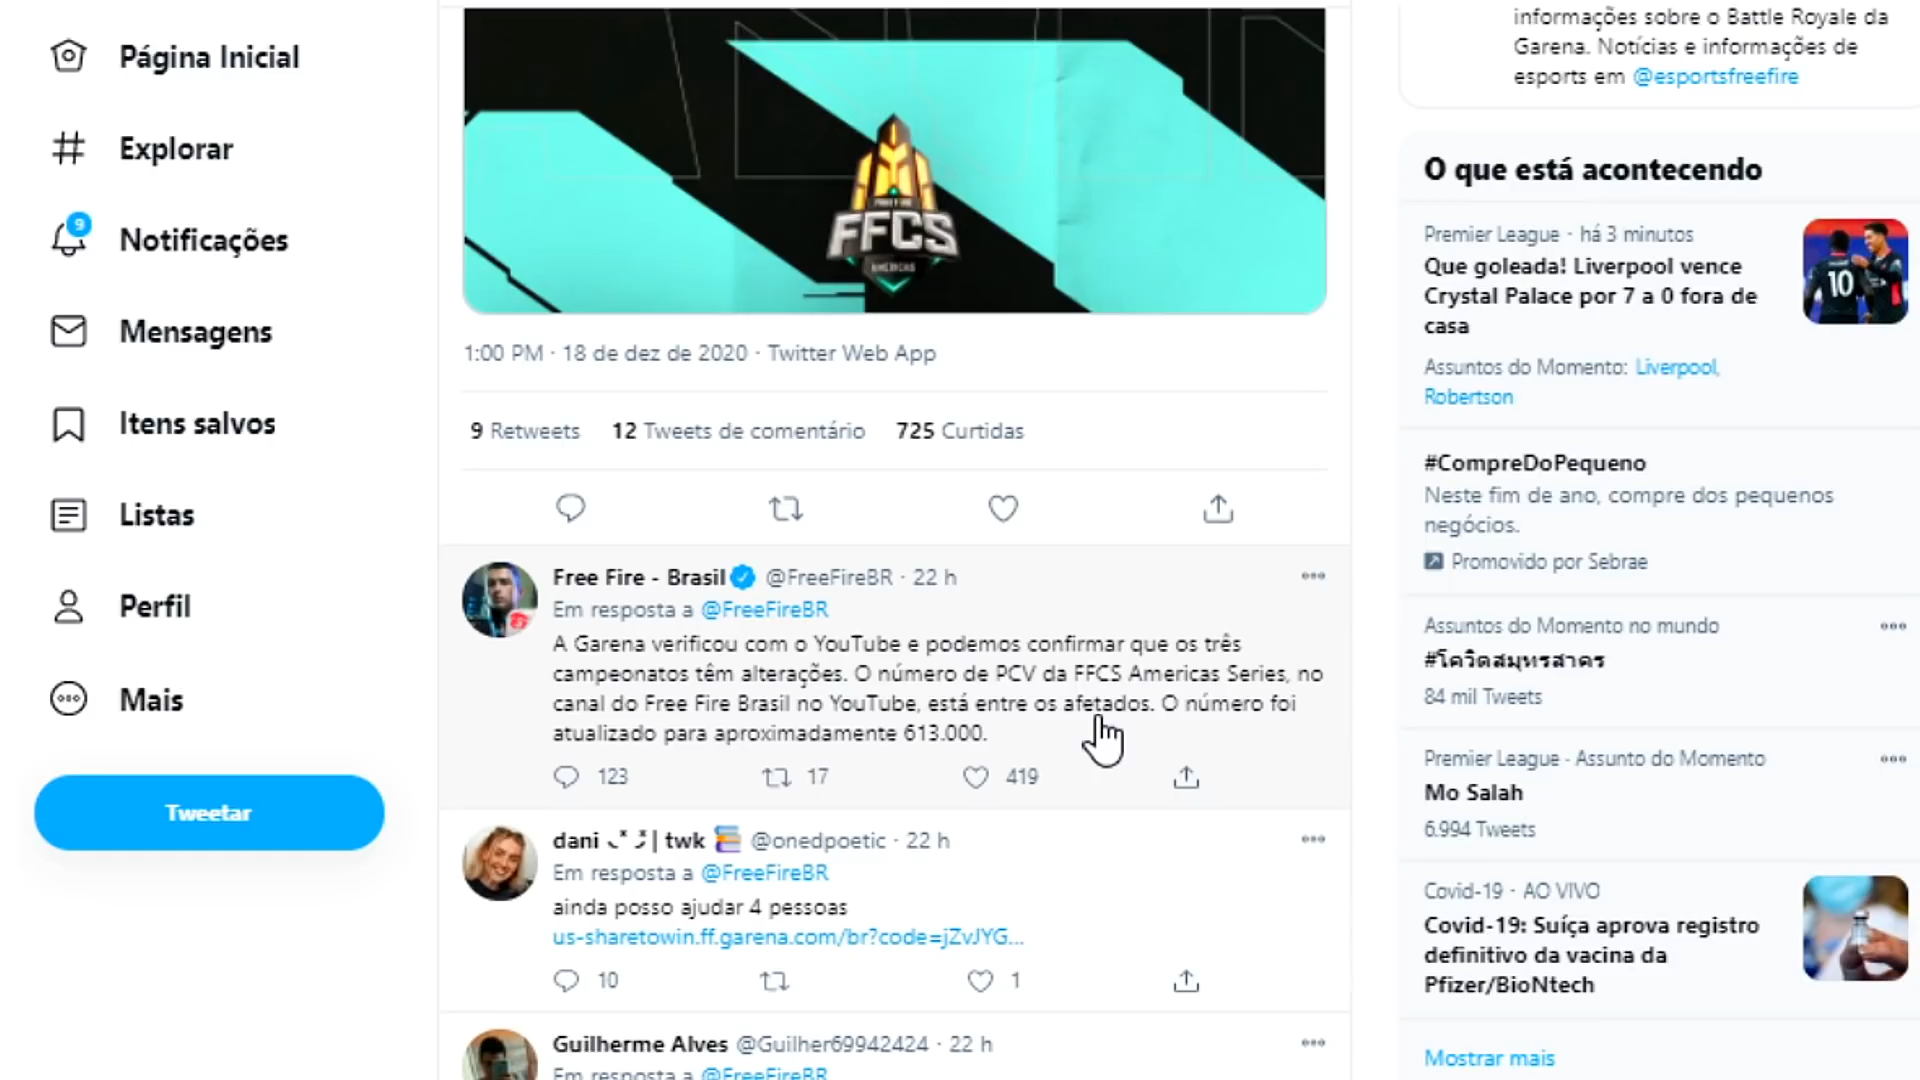 Página Inicial
Explorar
9
Notificações
Mensagens
Itens salvos
Listas
Perfil
Mais
Tweetar
FREE FIRE
FFCS
AMERICAS
1:00 PM · 18 de dez de 2020 · Twitter Web App
9 Retweets 12 Tweets de comentário 725 Curtidas
Free Fire - Brasil @FreeFireBR · 22 h
Em resposta a @FreeFireBR
A Garena verificou com o YouTube e podemos confirmar que os três
campeonatos têm alterações. O número de PCV da FFCS Americas Series, no
canal do Free Fire Brasil no YouTube, está entre os afetados. O número foi
atualizado para aproximadamente 613.000.
123 17 419
dani | twk @onedpoetic · 22 h
Em resposta a @FreeFireBR
ainda posso ajudar 4 pessoas
us-sharetowin.ff.garena.com/br?code=jZvJYG...
10 1
Guilherme Alves @Guilher69942424 · 22 h
Em resposta a @FreeFireBR
informações sobre o Battle Royale da
Garena. Notícias e informações de
esports em @esportsfreefire
O que está acontecendo
Premier League · há 3 minutos
Que goleada! Liverpool vence
Crystal Palace por 7 a 0 fora de
casa
10
Assuntos do Momento: Liverpool,
Robertson
#CompreDoPequeno
Neste fim de ano, compre dos pequenos
negócios.
Promovido por Sebrae
Assuntos do Momento no mundo
#โควิดสมุทรสาคร
84 mil Tweets
Premier League · Assunto do Momento
Mo Salah
6.994 Tweets
Covid-19 · AO VIVO
Covid-19: Suíça aprova registro
definitivo da vacina da
Pfizer/BioNtech
Mostrar mais